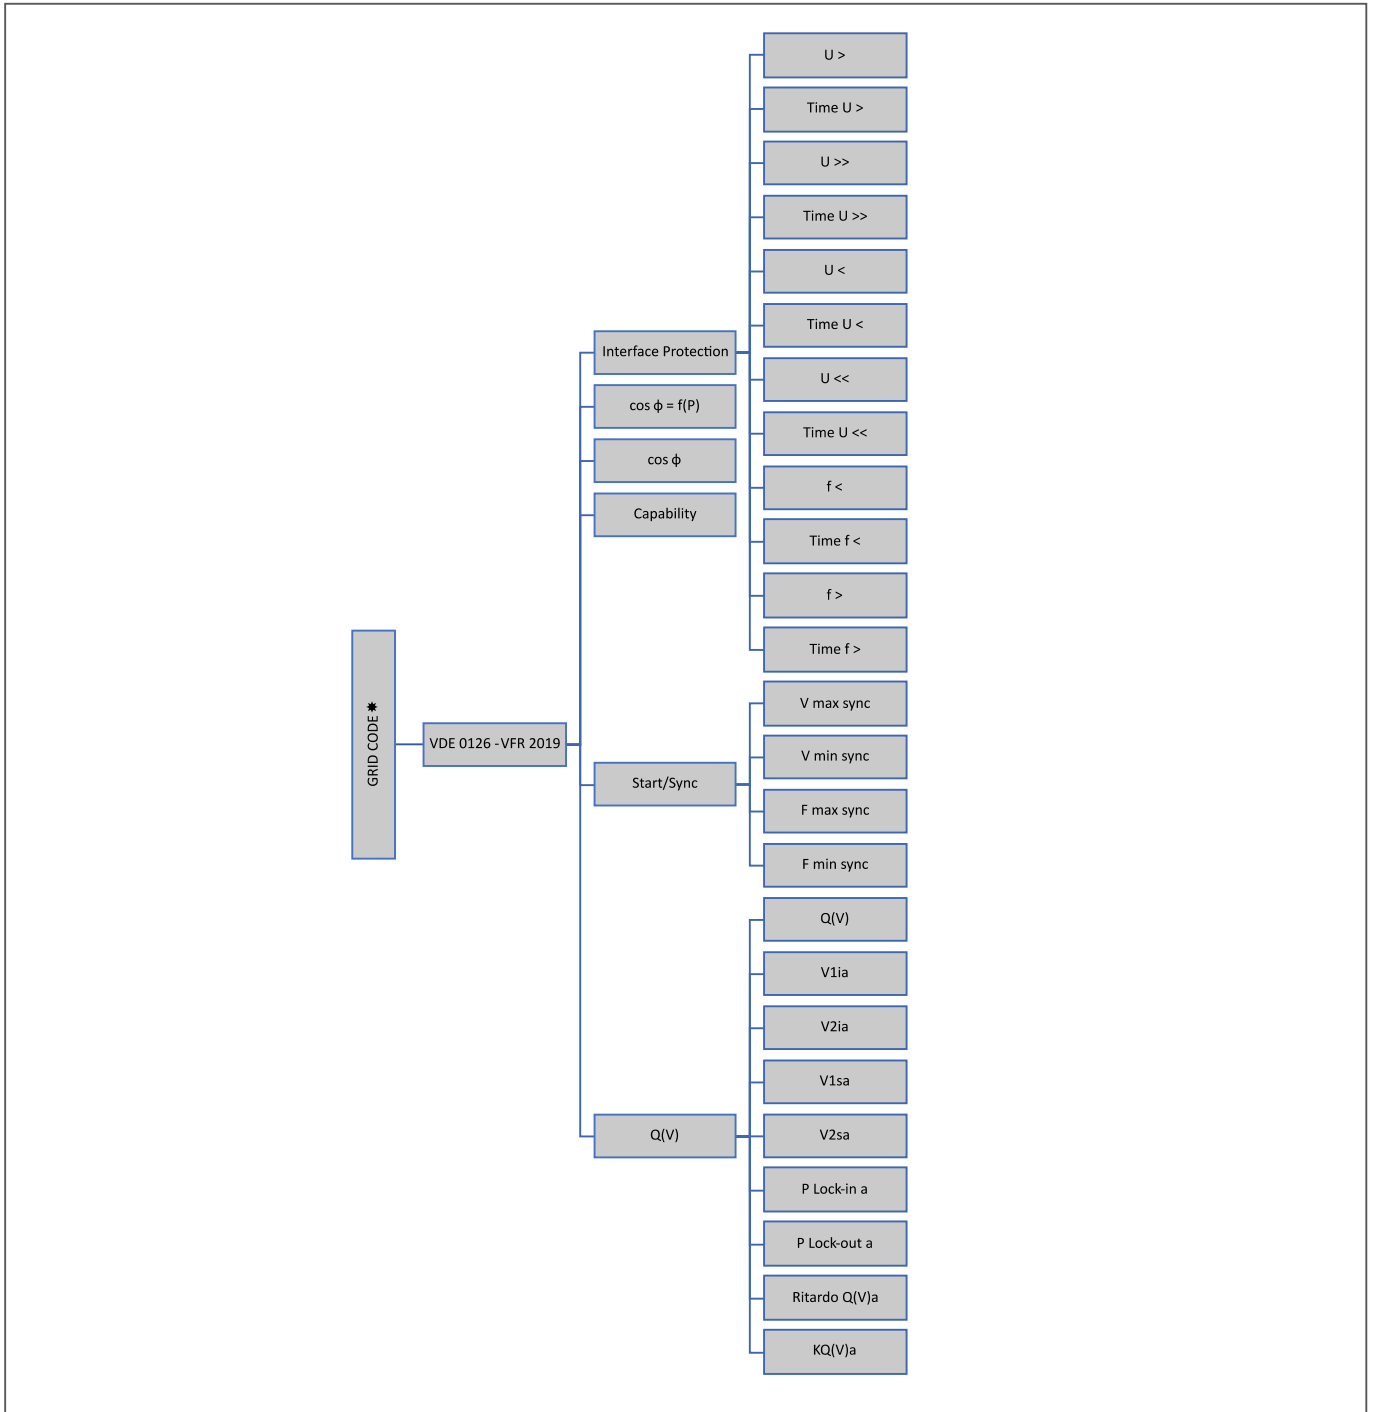 GRID CODE ✸
VDE 0126 -VFR 2019
Interface Protection
U >
Time U >
U >>
Time U >>
U <
Time U <
U <<
Time U <<
f <
Time f <
f >
Time f >
cos ϕ = f(P)
cos ϕ
Capability
Start/Sync
V max sync
V min sync
F max sync
F min sync
Q(V)
Q(V)
V1ia
V2ia
V1sa
V2sa
P Lock-in a
P Lock-out a
Ritardo Q(V)a
KQ(V)a